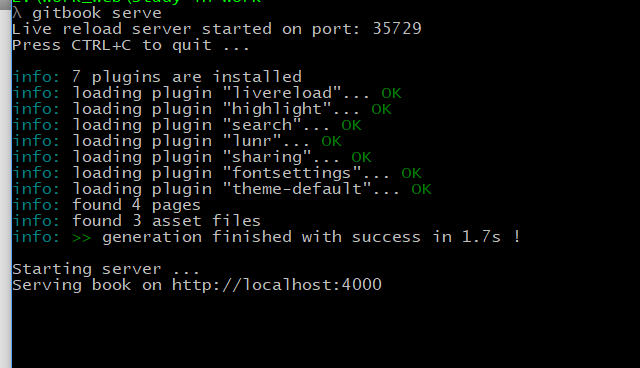 λ gitbook serve
Live reload server started on port: 35729
Press CTRL+C to quit ...
info: 7 plugins are installed
info: loading plugin "livereload"... OK
info: loading plugin "highlight"... OK
info: loading plugin "search"... OK
info: loading plugin "lunr"... OK
info: loading plugin "sharing"... OK
info: loading plugin "fontsettings"... OK
info: loading plugin "theme-default"... OK
info: found 4 pages
info: found 3 asset files
info: >> generation finished with success in 1.7s !
Starting server ...
Serving book on http://localhost:4000